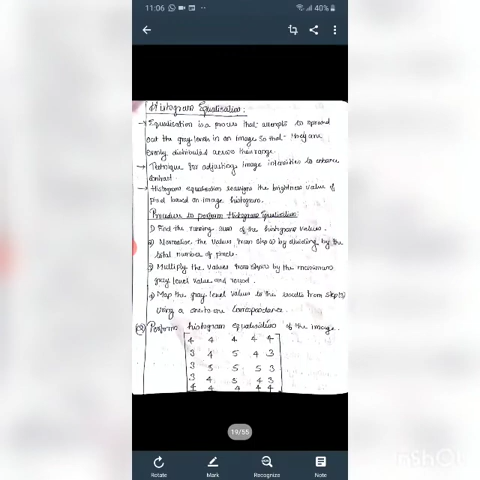 11:06
40%
Histogram Equalisation:
→ Equalisation is a process that attempts to spread
out the gray levels in an image so that they are
evenly distributed across their range.
→ Technique for adjusting image intensities to enhance
contrast.
→ Histogram equalisation reassigns the brightness value of
pixel based on image histogram.
Procedure to perform Histogram Equalisation
1) Find the running sum of the histogram values.
2) Normalise the values from step (1) by dividing by the
total number of pixels.
3) Multiply the values from step(2) by the maximum
gray level value and round.
4) Map the gray level values to the results from step(3)
using a one to one correspondence.
Perform histogram equalisation of the image.
4 4 4 4 4
3 4 5 4 3
3 5 5 5 3
3 4 5 4 3
4 4 4 4 4
19/55
Rotate Mark Recognize Note
InShO